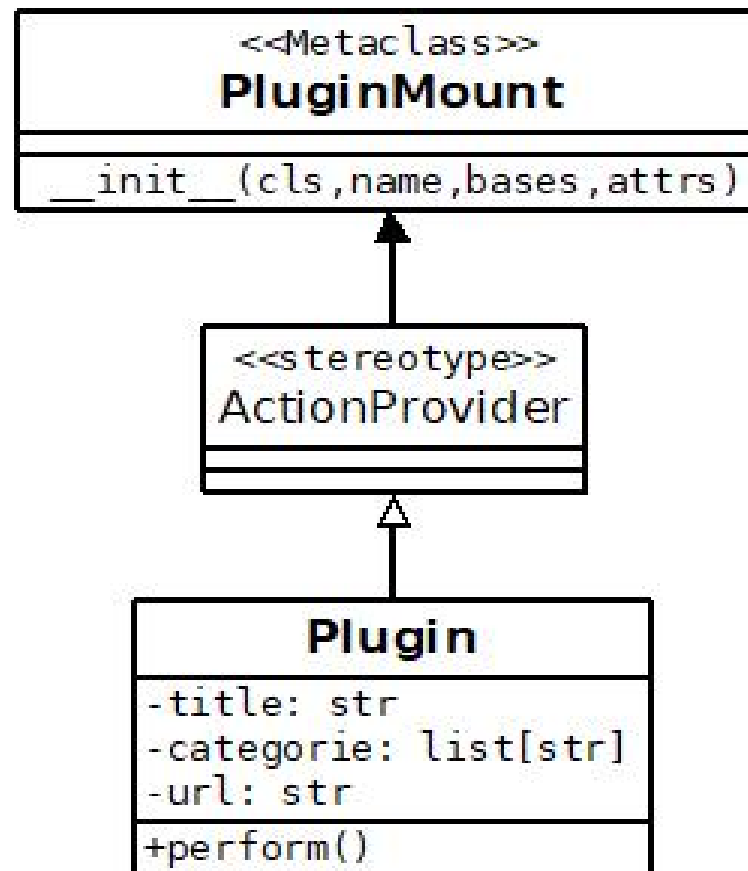 <<Metaclass>>
PluginMount
__init__(cls,name,bases,attrs)
<<stereotype>>
ActionProvider
Plugin
-title: str
-categorie: list[str]
-url: str
+perform()